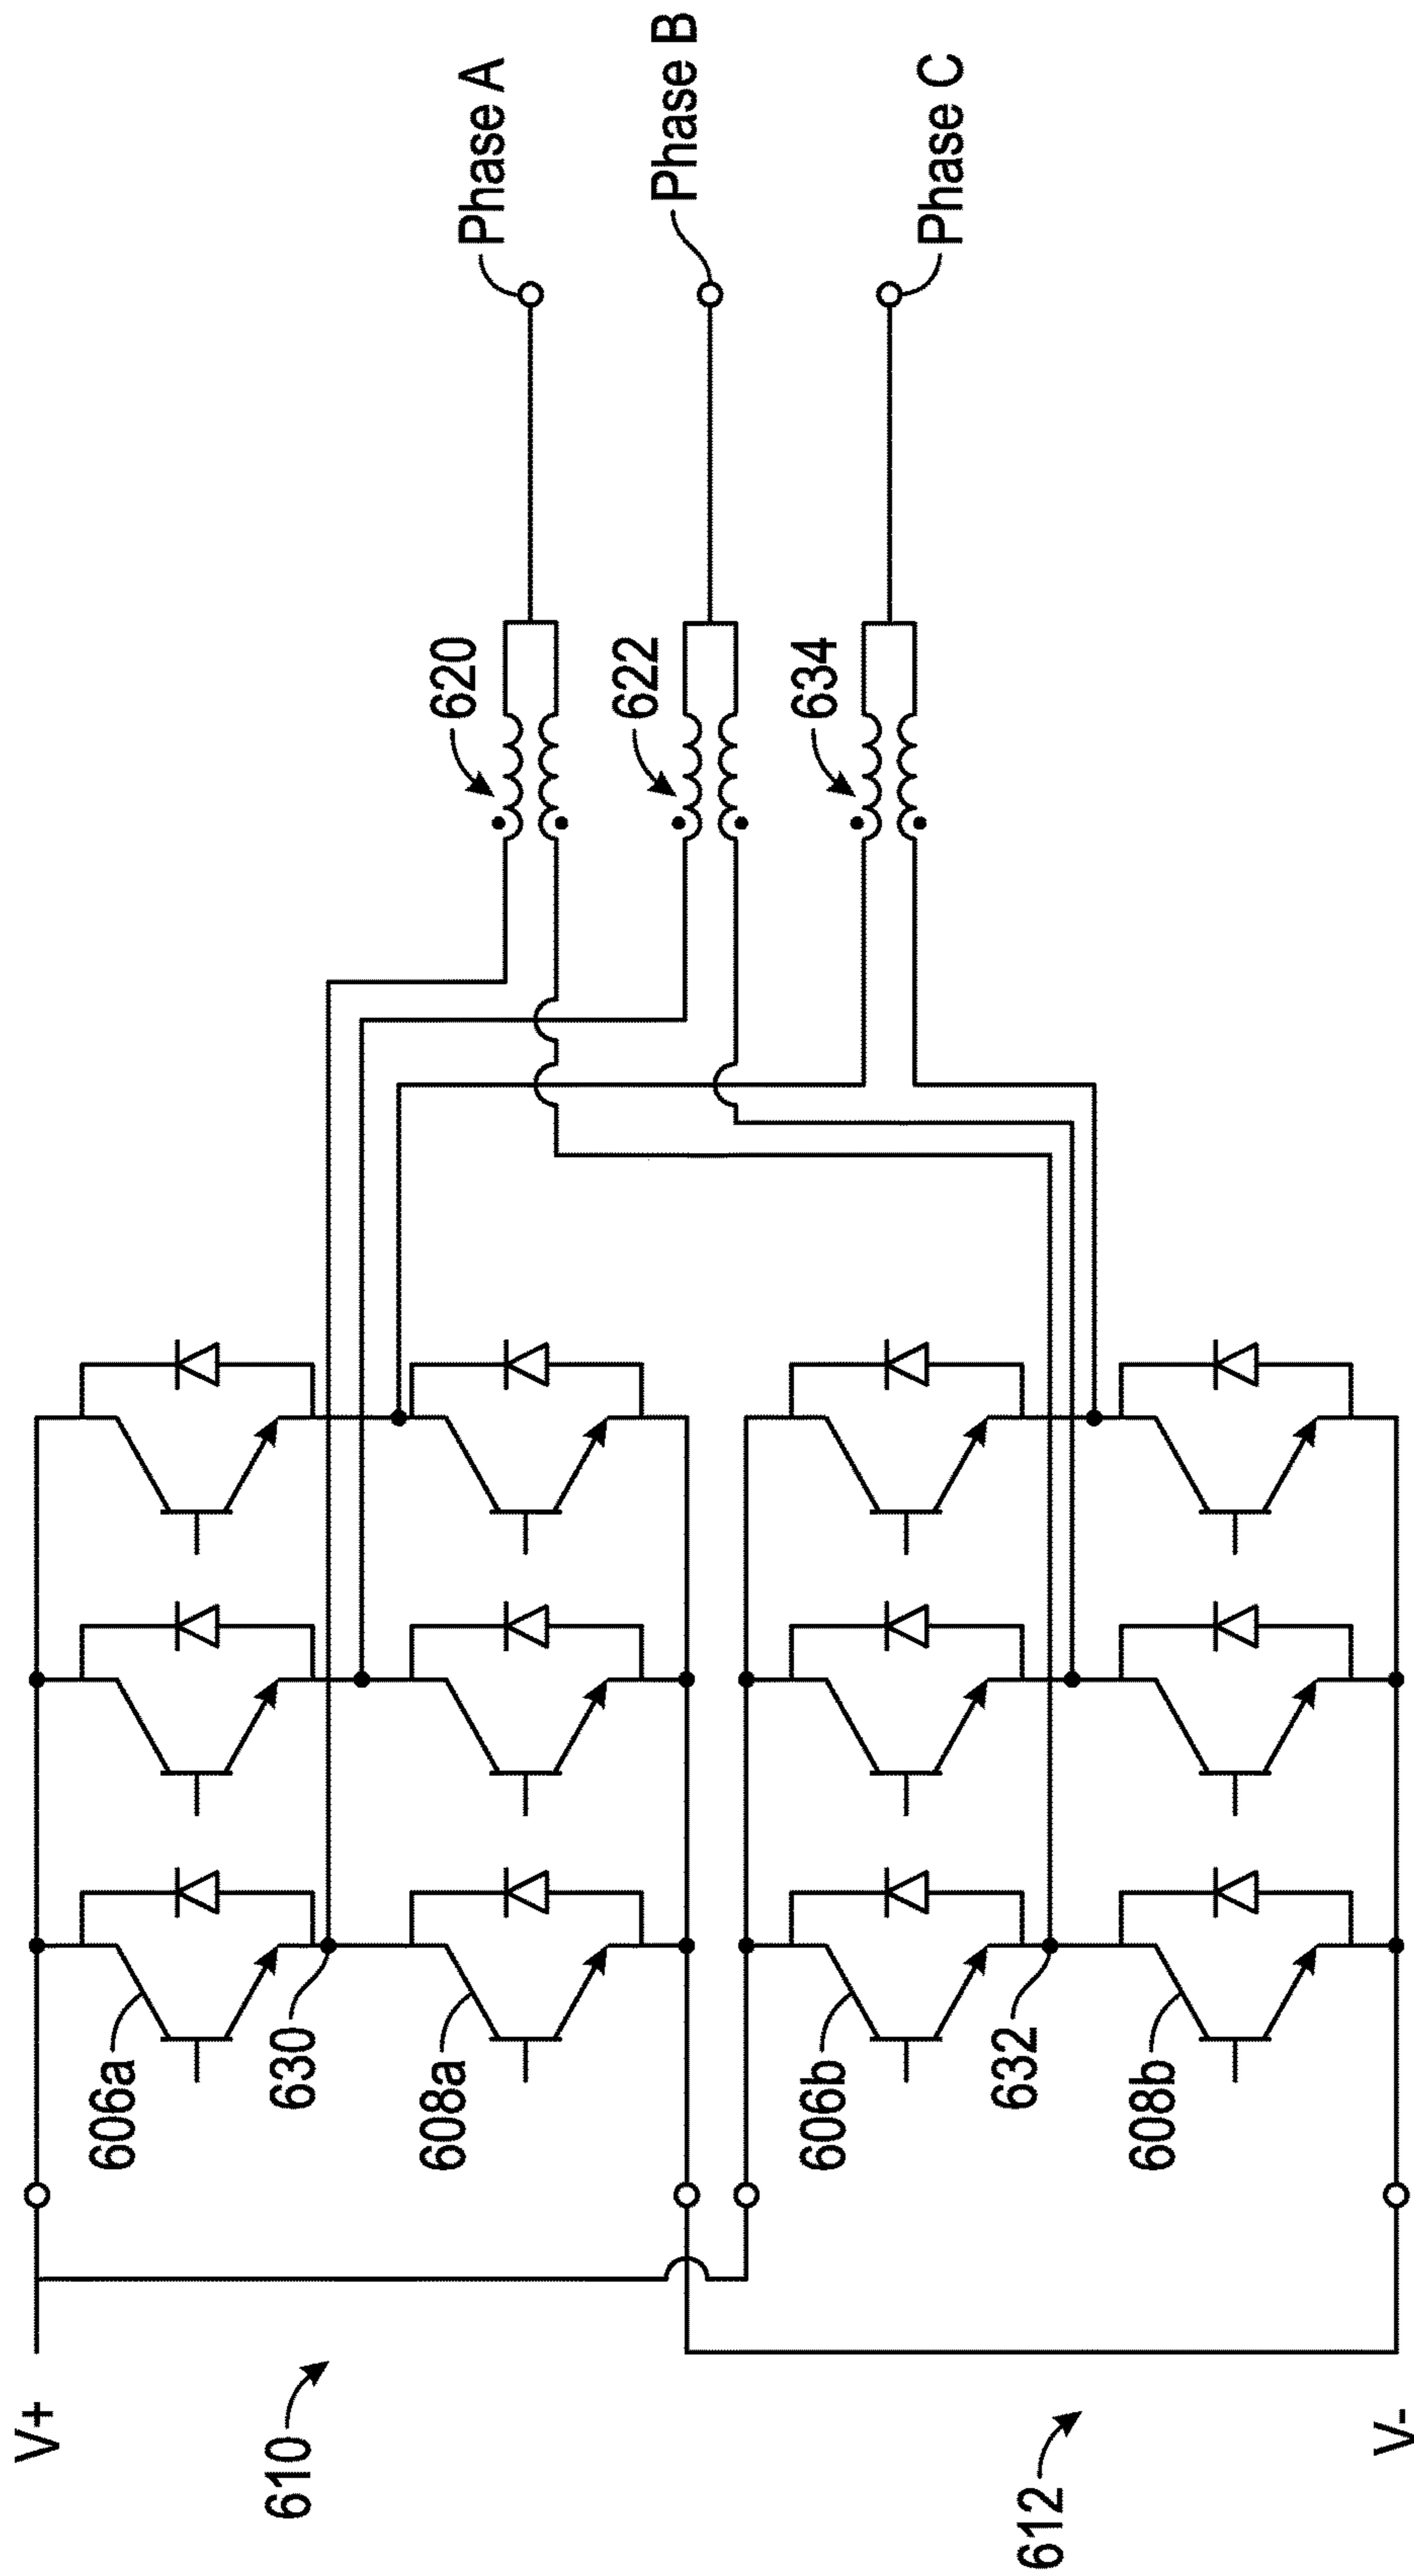 V+
610
606a
630
608a
606b
632
608b
612
V-
620
622
634
Phase A
Phase B
Phase C